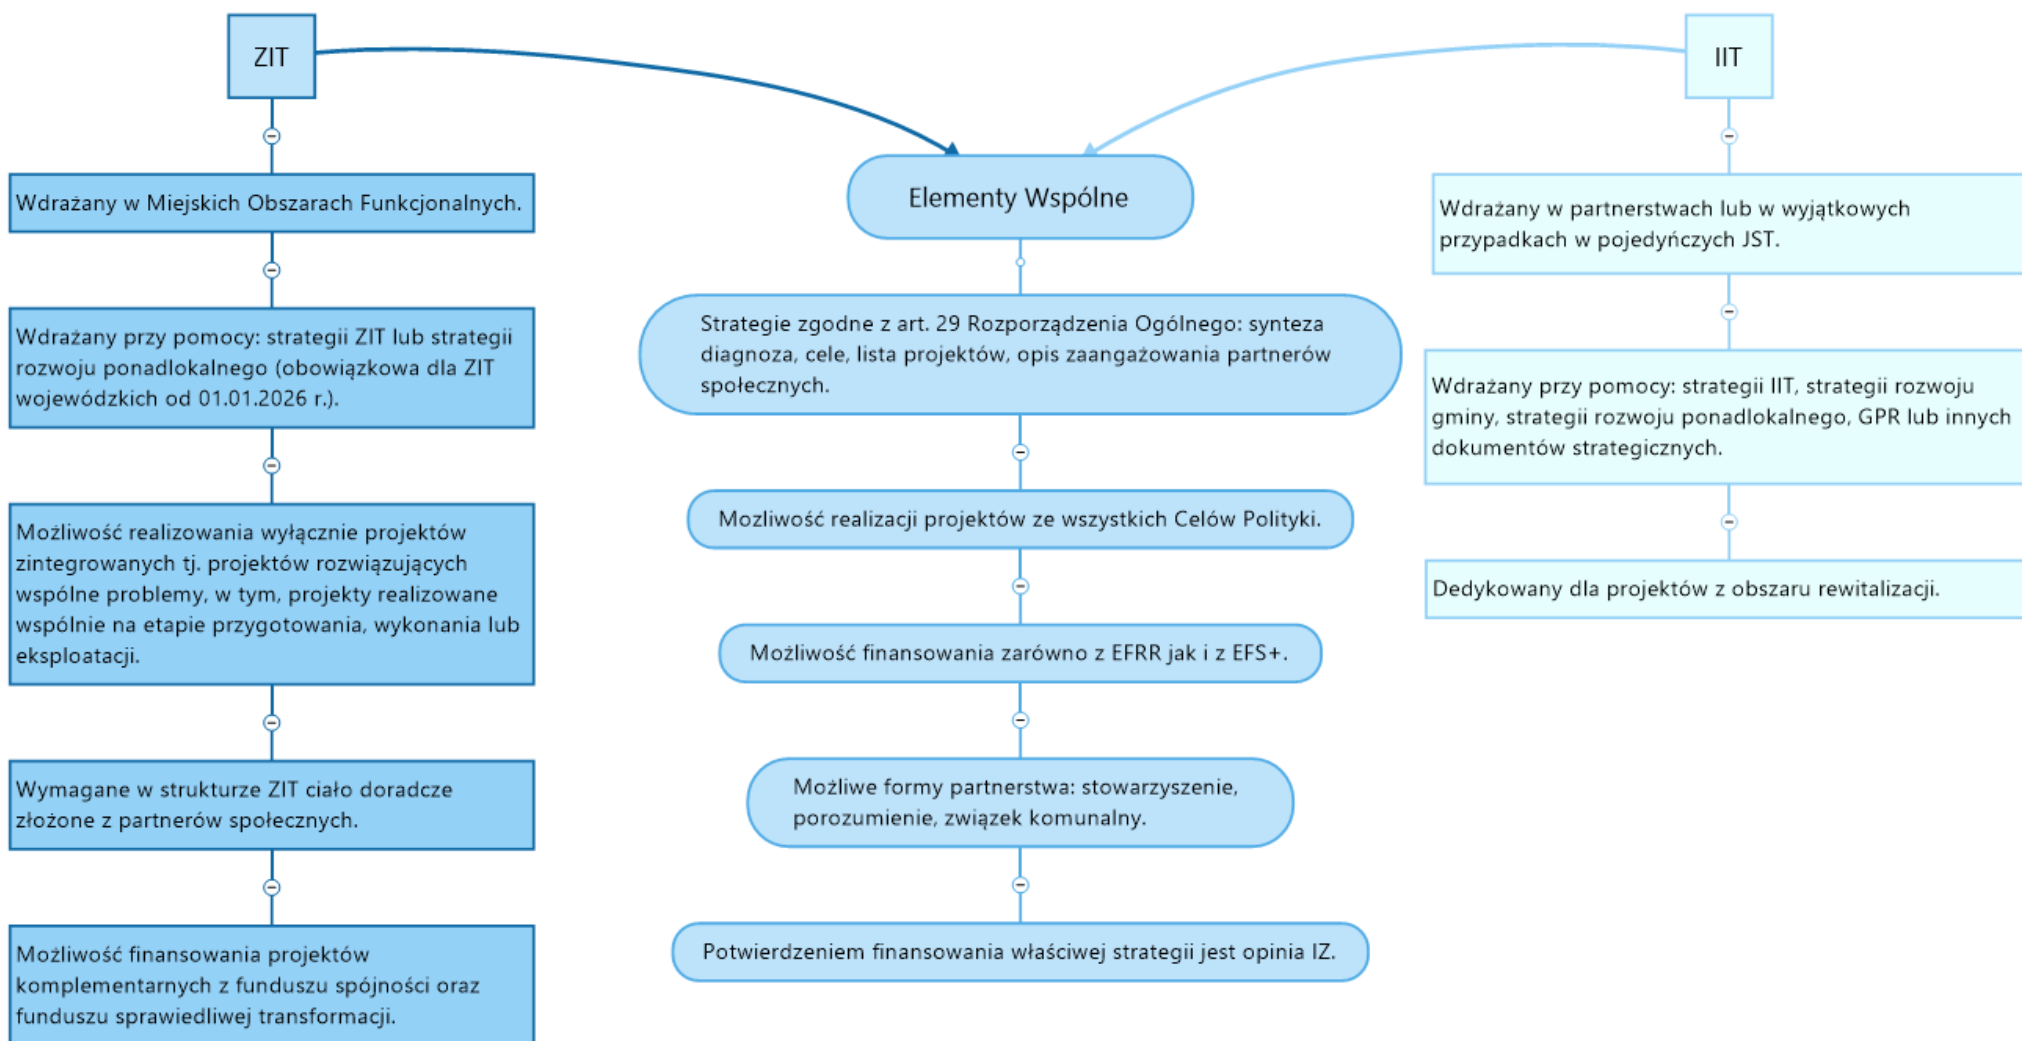 ZIT
Wdrażany w Miejskich Obszarach Funkcjonalnych.
Wdrażany przy pomocy: strategii ZIT lub strategii
rozwoju ponadlokalnego (obowiązkowa dla ZIT
wojewódzkich od 01.01.2026 r.).
Możliwość realizowania wyłącznie projektów
zintegrowanych tj. projektów rozwiązujących
wspólne problemy, w tym, projekty realizowane
wspólnie na etapie przygotowania, wykonania lub
eksploatacji.
Wymagane w strukturze ZIT ciało doradcze
złożone z partnerów społecznych.
Możliwość finansowania projektów
komplementarnych z funduszu spójności oraz
funduszu sprawiedliwej transformacji.
Elementy Wspólne
Strategie zgodne z art. 29 Rozporządzenia Ogólnego: synteza
diagnoza, cele, lista projektów, opis zaangażowania partnerów
społecznych.
Mozliwość realizacji projektów ze wszystkich Celów Polityki.
Możliwość finansowania zarówno z EFRR jak i z EFS+.
Możliwe formy partnerstwa: stowarzyszenie,
porozumienie, związek komunalny.
Potwierdzeniem finansowania właściwej strategii jest opinia IZ.
IIT
Wdrażany w partnerstwach lub w wyjątkowych
przypadkach w pojedyńczych JST.
Wdrażany przy pomocy: strategii IIT, strategii rozwoju
gminy, strategii rozwoju ponadlokalnego, GPR lub innych
dokumentów strategicznych.
Dedykowany dla projektów z obszaru rewitalizacji.